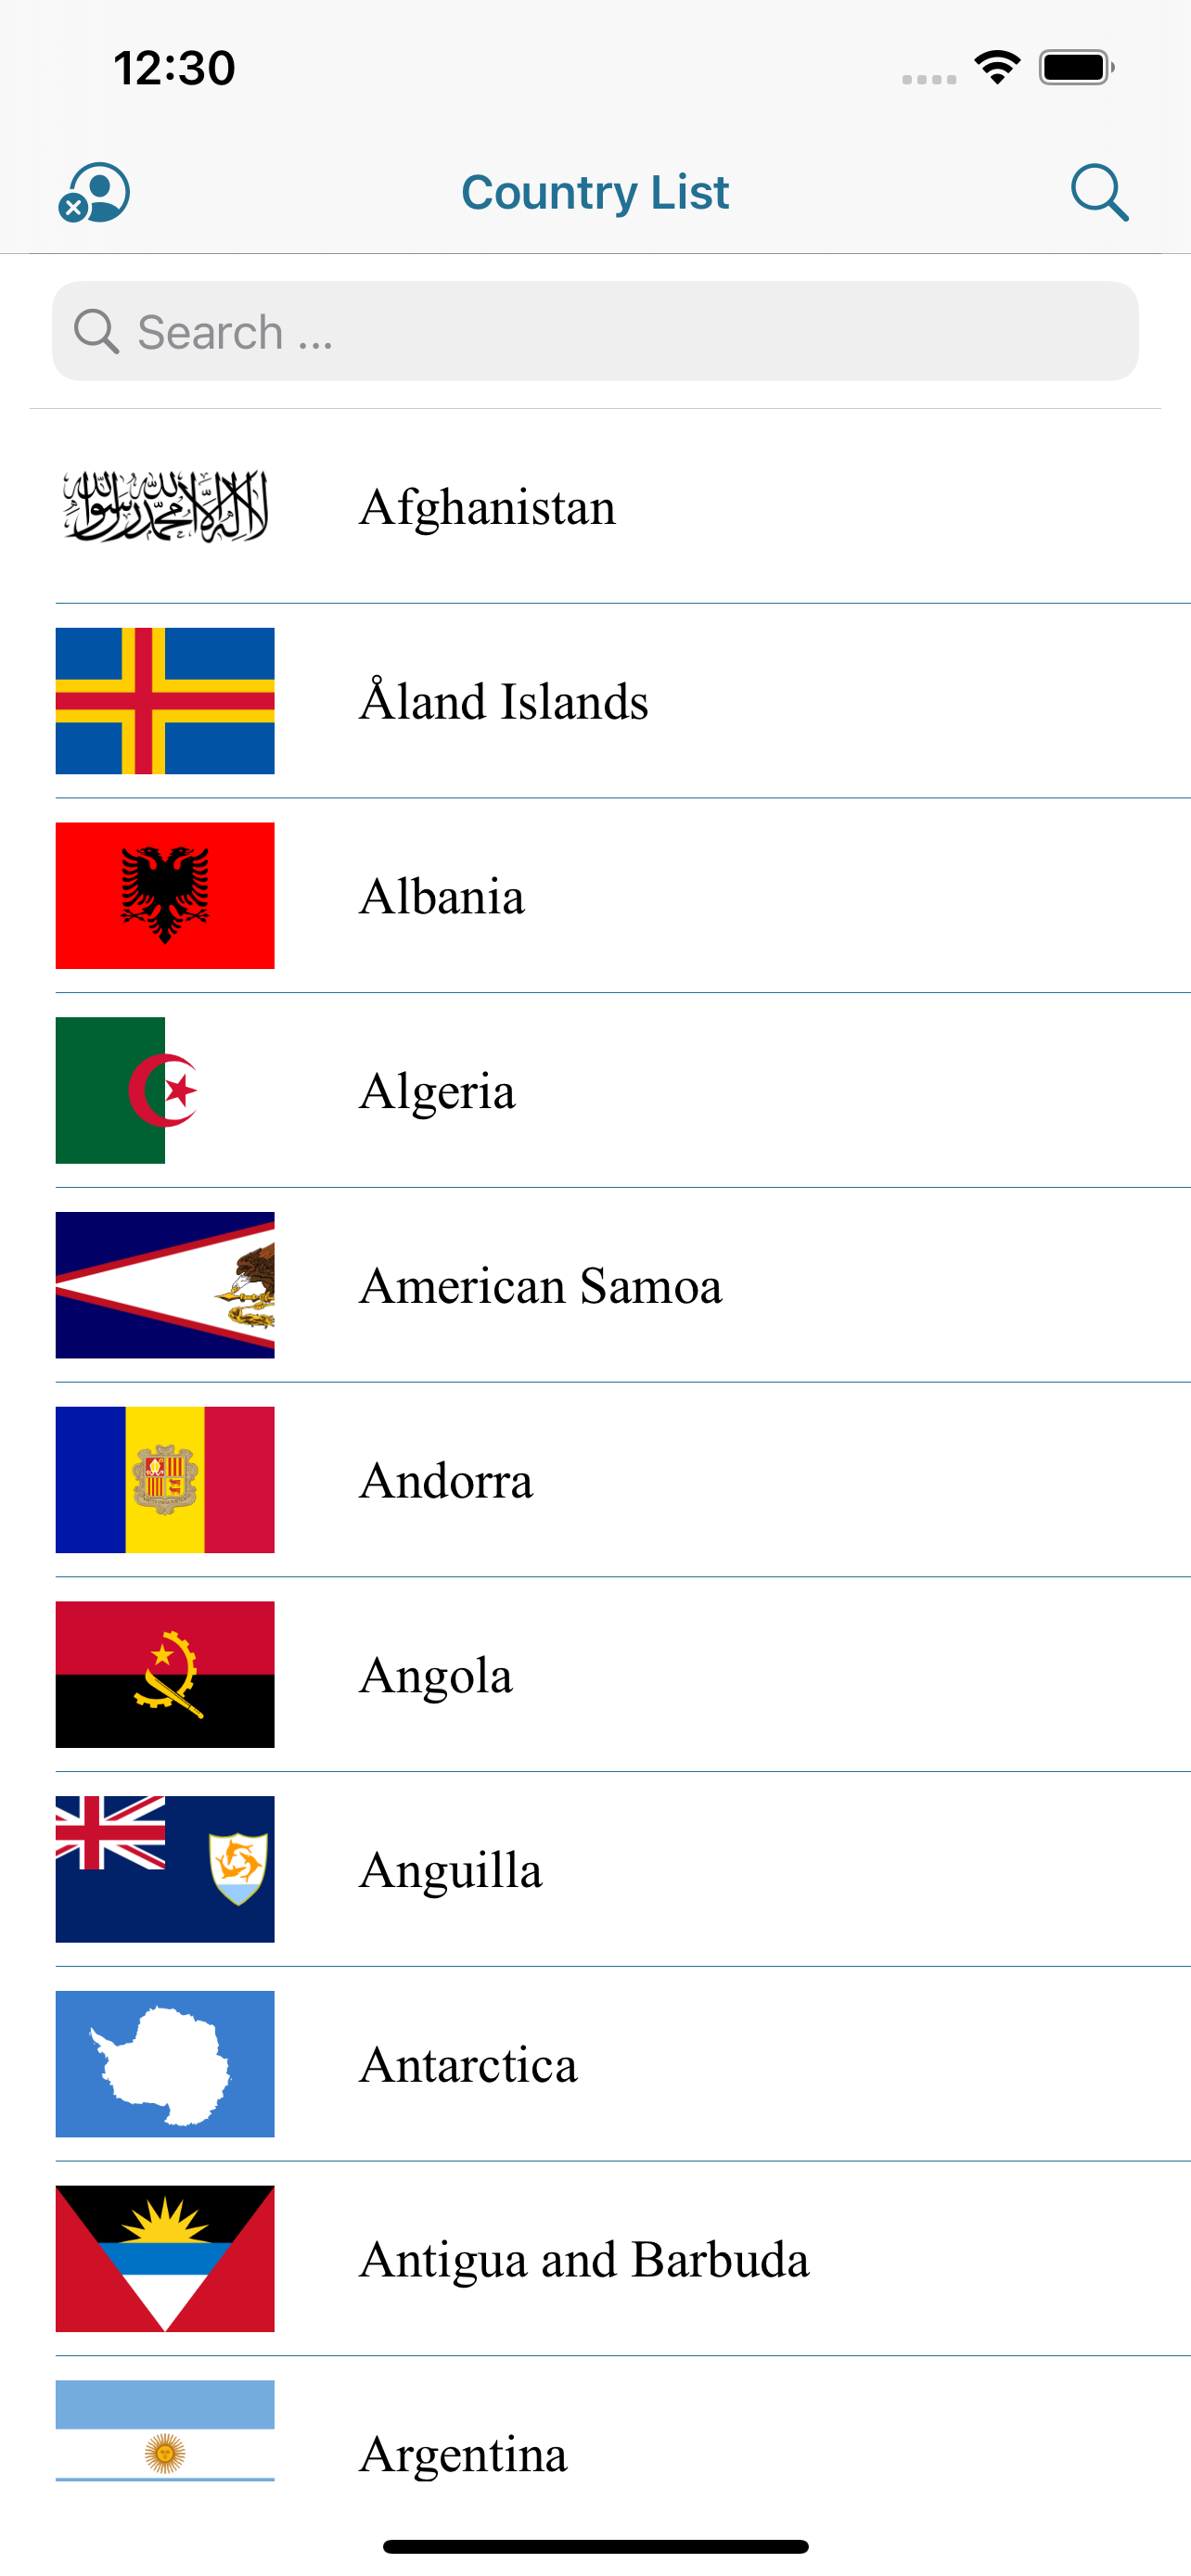 12:30
Country List
Search ...
لا إله إلا الله محمد رسول الله
Afghanistan
Åland Islands
Albania
Algeria
American Samoa
Andorra
Angola
Anguilla
Antarctica
Antigua and Barbuda
Argentina